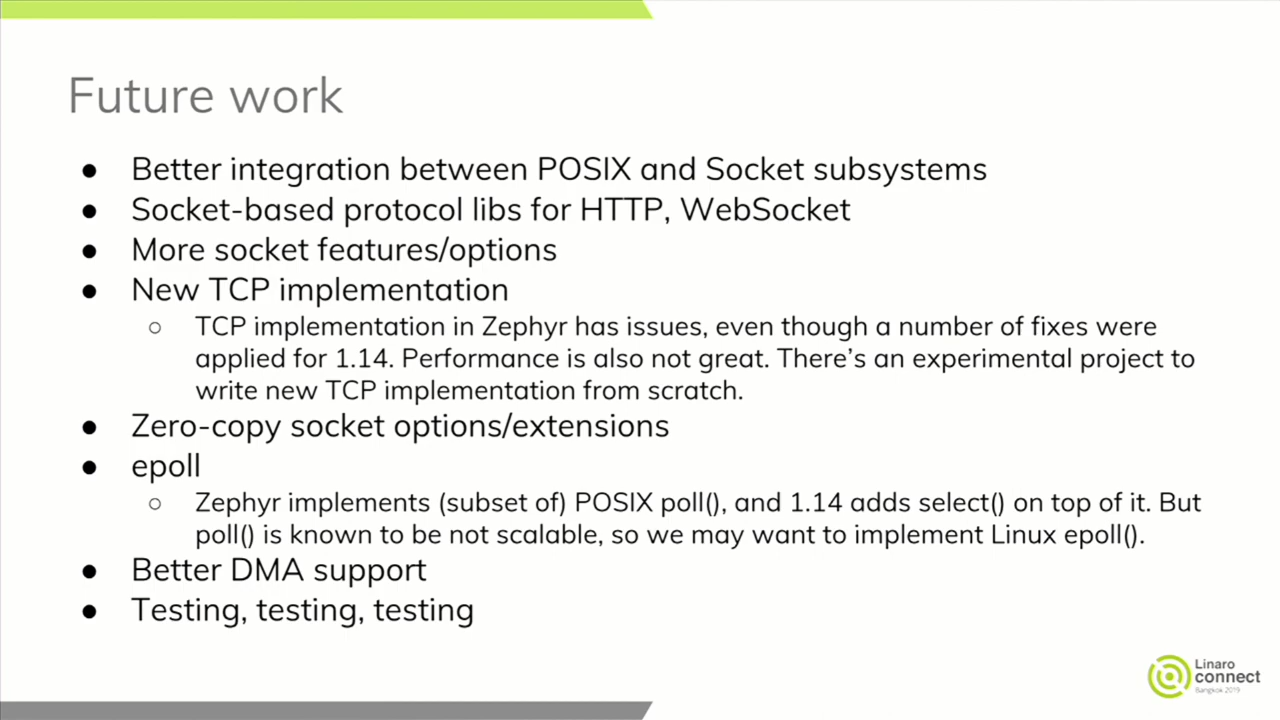 Future work
● Better integration between POSIX and Socket subsystems
● Socket-based protocol libs for HTTP, WebSocket
● More socket features/options
● New TCP implementation
○ TCP implementation in Zephyr has issues, even though a number of fixes were
applied for 1.14. Performance is also not great. There’s an experimental project to
write new TCP implementation from scratch.
● Zero-copy socket options/extensions
● epoll
○ Zephyr implements (subset of) POSIX poll(), and 1.14 adds select() on top of it. But
poll() is known to be not scalable, so we may want to implement Linux epoll().
● Better DMA support
● Testing, testing, testing
Linaro
connect
Bangkok 2019